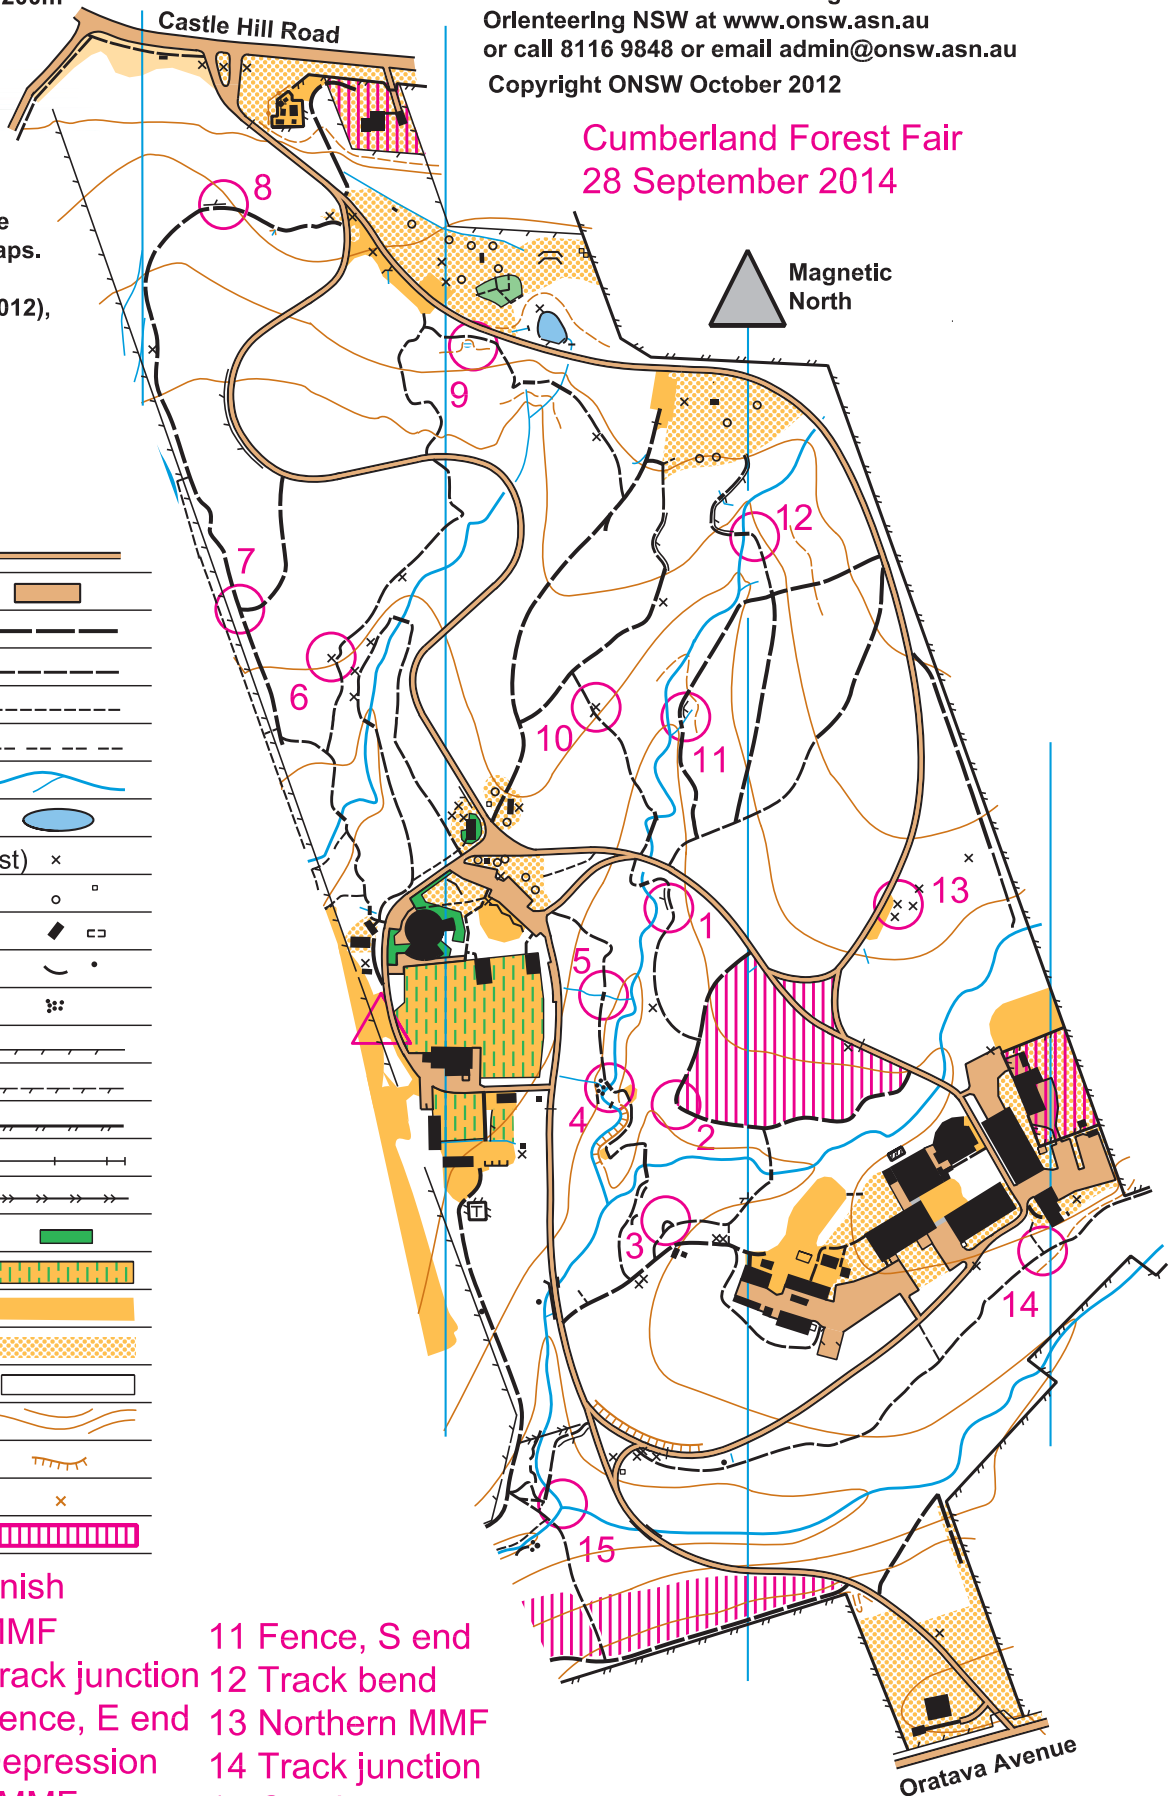 Orienteering NSW at www.onsw.asn.au
or call 8116 9848 or email admin@onsw.asn.au
Copyright ONSW October 2012
Castle Hill Road
Cumberland Forest Fair
28 September 2014
8
Magnetic
North
012),
9
12
7
6
10
11
13
1
5
4
2
3
T
14
15
MMF
11 Fence, S end
rack junction
12 Track bend
ence, E end
13 Northern MMF
epression
14 Track junction
Oratava Avenue